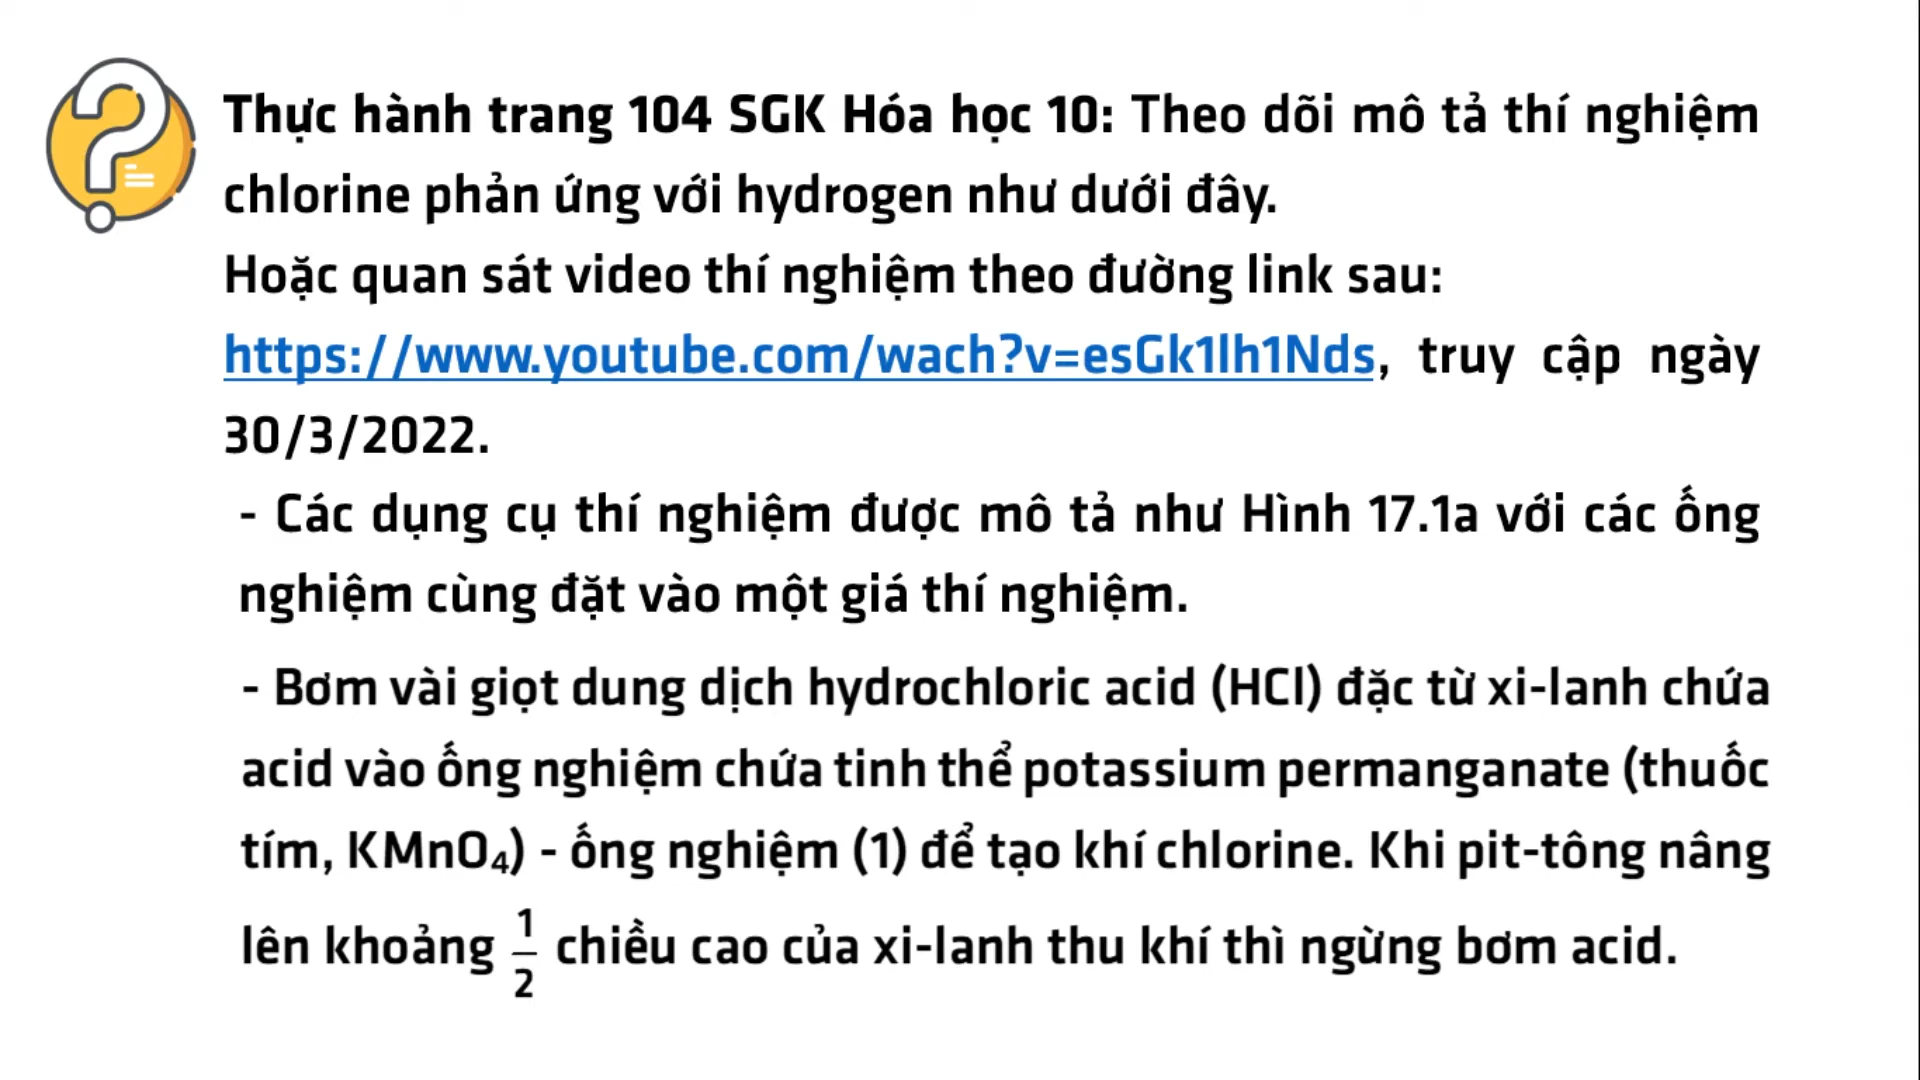 Thực hành trang 104 SGK Hóa học 10: Theo dõi mô tả thí nghiệm
chlorine phản ứng với hydrogen như dưới đây.
Hoặc quan sát video thí nghiệm theo đường link sau:
https://www.youtube.com/wach?v=esGk1lh1Nds, truy cập ngày
30/3/2022.
- Các dụng cụ thí nghiệm được mô tả như Hình 17.1a với các ống
nghiệm cùng đặt vào một giá thí nghiệm.
- Bơm vài giọt dung dịch hydrochloric acid (HCl) đặc từ xi-lanh chứa
acid vào ống nghiệm chứa tinh thể potassium permanganate (thuốc
tím, KMnO₄) - ống nghiệm (1) để tạo khí chlorine. Khi pit-tông nâng
lên khoảng 1/2 chiều cao của xi-lanh thu khí thì ngừng bơm acid.